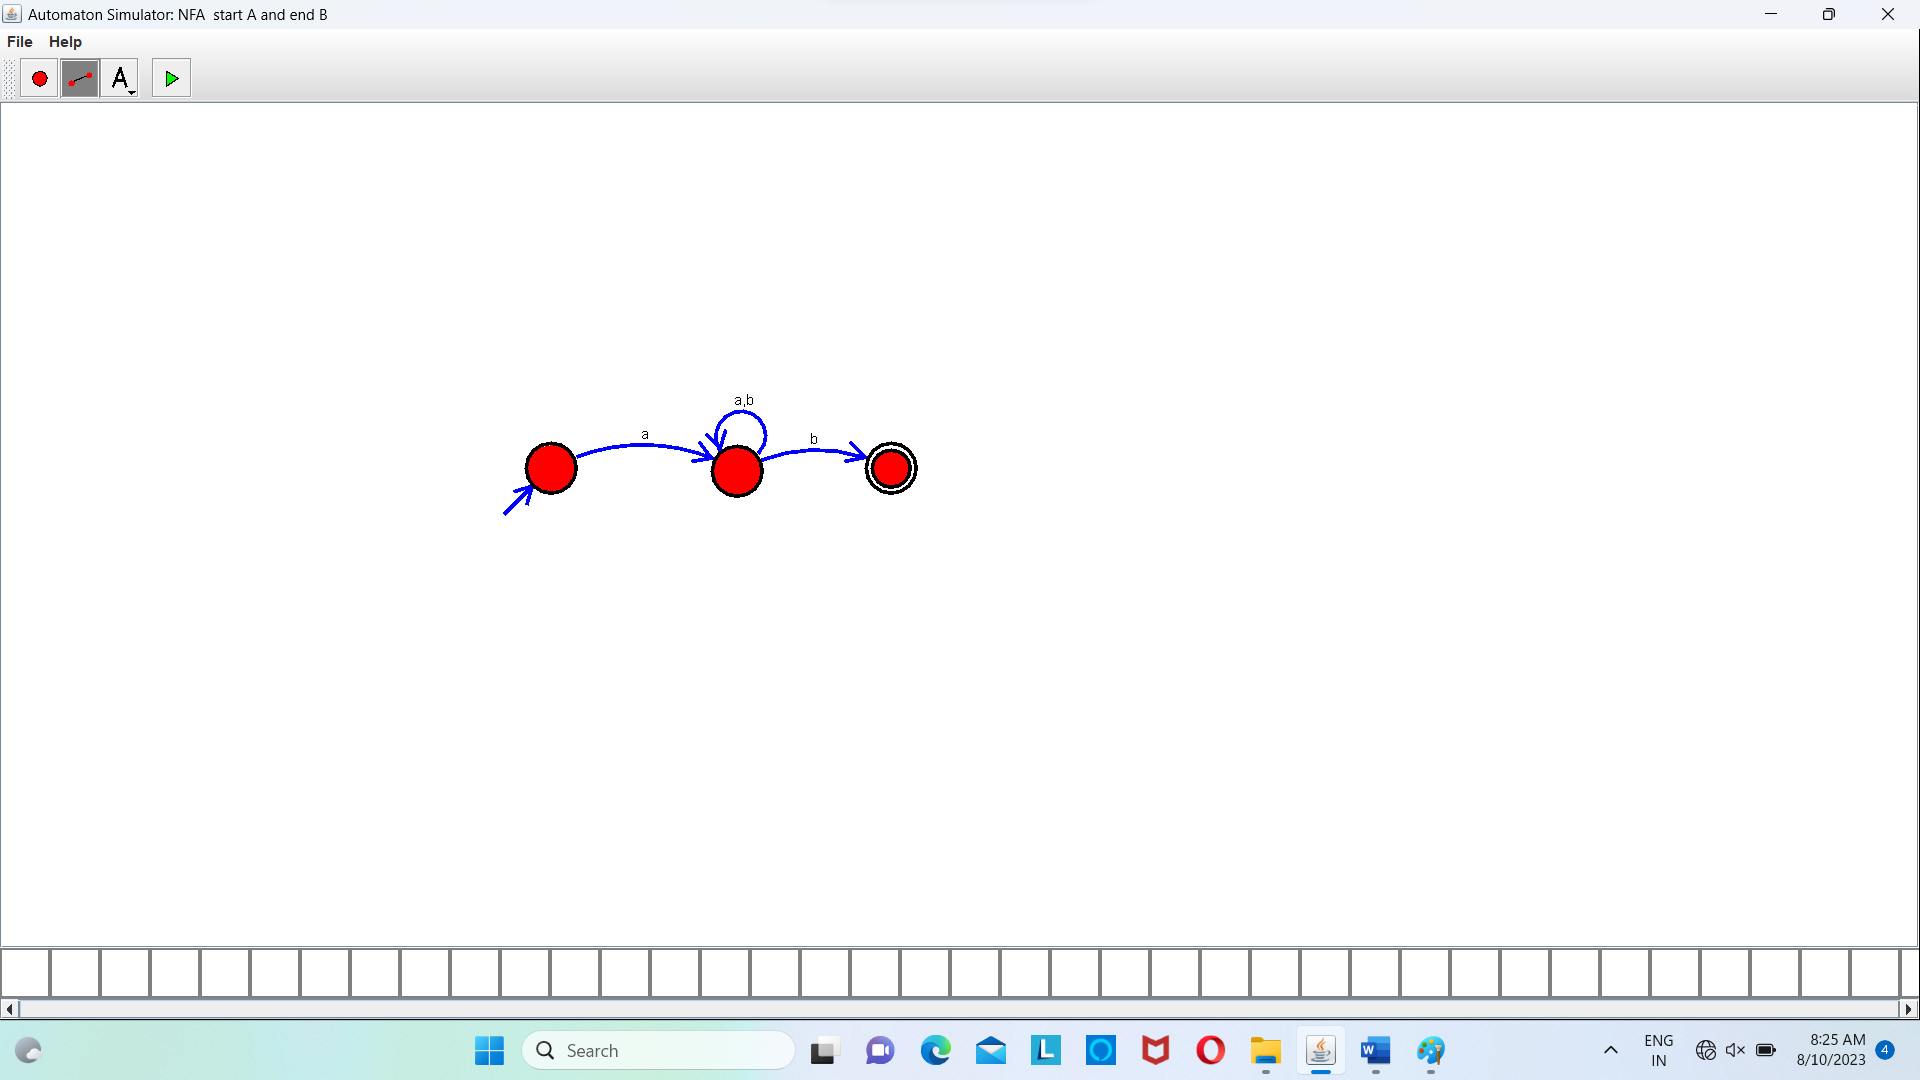 Automaton Simulator: NFA  start A and end B
File Help
A
a,b
a
b
Search
L
W
ENG
IN
8:25 AM
8/10/2023
4